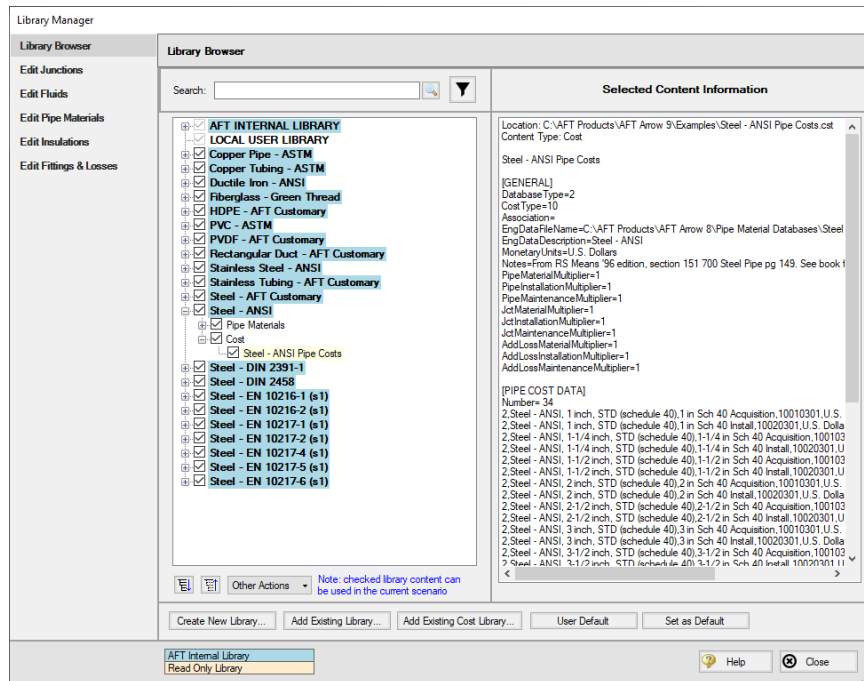 Library Manager
Library Browser
Edit Junctions
Edit Fluids
Edit Pipe Materials
Edit Insulations
Edit Fittings & Losses
Library Browser
Search:
AFT INTERNAL LIBRARY
LOCAL USER LIBRARY
Copper Pipe - ASTM
Copper Tubing - ASTM
Ductile Iron - ANSI
Fiberglass - Green Thread
HDPE - AFT Customary
PVC - ASTM
PVDF - AFT Customary
Rectangular Duct - AFT Customary
Stainless Steel - ANSI
Stainless Tubing - AFT Customary
Steel - AFT Customary
Steel - ANSI
Pipe Materials
Cost
Steel - ANSI Pipe Costs
Steel - DIN 2391-1
Steel - DIN 2458
Steel - EN 10216-1 (s1)
Steel - EN 10216-2 (s1)
Steel - EN 10217-1 (s1)
Steel - EN 10217-2 (s1)
Steel - EN 10217-4 (s1)
Steel - EN 10217-5 (s1)
Steel - EN 10217-6 (s1)
Other Actions
Note: checked library content can
be used in the current scenario
Selected Content Information
Location: C:\AFT Products\AFT Arrow 9\Examples\Steel - ANSI Pipe Costs.cst
Content Type: Cost
Steel - ANSI Pipe Costs
[GENERAL]
DatabaseType=2
CostType=10
Association=
EngDataFileName=C:\AFT Products\AFT Arrow 8\Pipe Material Databases\Steel
EngDataDescription=Steel - ANSI
MonetaryUnits=U.S. Dollars
Notes=From RS Means '96 edition, section 151 700 Steel Pipe pg 149. See book f
PipeMaterialMultiplier=1
PipeInstallationMultiplier=1
PipeMaintenanceMultiplier=1
JctMaterialMultiplier=1
JctInstallationMultiplier=1
JctMaintenanceMultiplier=1
AddLossMaterialMultiplier=1
AddLossInstallationMultiplier=1
AddLossMaintenanceMultiplier=1
[PIPE COST DATA]
Number= 34
2,Steel - ANSI, 1 inch, STD (schedule 40),1 in Sch 40 Acquisition,10010301,U.S.
2,Steel - ANSI, 1 inch, STD (schedule 40),1 in Sch 40 Install,10020301,U.S. Dolla
2,Steel - ANSI, 1-1/4 inch, STD (schedule 40),1-1/4 in Sch 40 Acquisition,100103
2,Steel - ANSI, 1-1/4 inch, STD (schedule 40),1-1/4 in Sch 40 Install,10020301,U
2,Steel - ANSI, 1-1/2 inch, STD (schedule 40),1-1/2 in Sch 40 Acquisition,100103
2,Steel - ANSI, 1-1/2 inch, STD (schedule 40),1-1/2 in Sch 40 Install,10020301,U
2,Steel - ANSI, 2 inch, STD (schedule 40),2 in Sch 40 Acquisition,10010301,U.S.
2,Steel - ANSI, 2 inch, STD (schedule 40),2 in Sch 40 Install,10020301,U.S. Dolla
2,Steel - ANSI, 2-1/2 inch, STD (schedule 40),2-1/2 in Sch 40 Acquisition,100103
2,Steel - ANSI, 2-1/2 inch, STD (schedule 40),2-1/2 in Sch 40 Install,10020301,U
2,Steel - ANSI, 3 inch, STD (schedule 40),3 in Sch 40 Acquisition,10010301,U.S.
2,Steel - ANSI, 3 inch, STD (schedule 40),3 in Sch 40 Install,10020301,U.S. Dolla
2,Steel - ANSI, 3-1/2 inch, STD (schedule 40),3-1/2 in Sch 40 Acquisition,100103
2,Steel - ANSI, 3-1/2 inch, STD (schedule 40),3-1/2 in Sch 40 Install,10020301,U
Create New Library...
Add Existing Library...
Add Existing Cost Library...
User Default
Set as Default
AFT Internal Library
Read Only Library
Help
Close